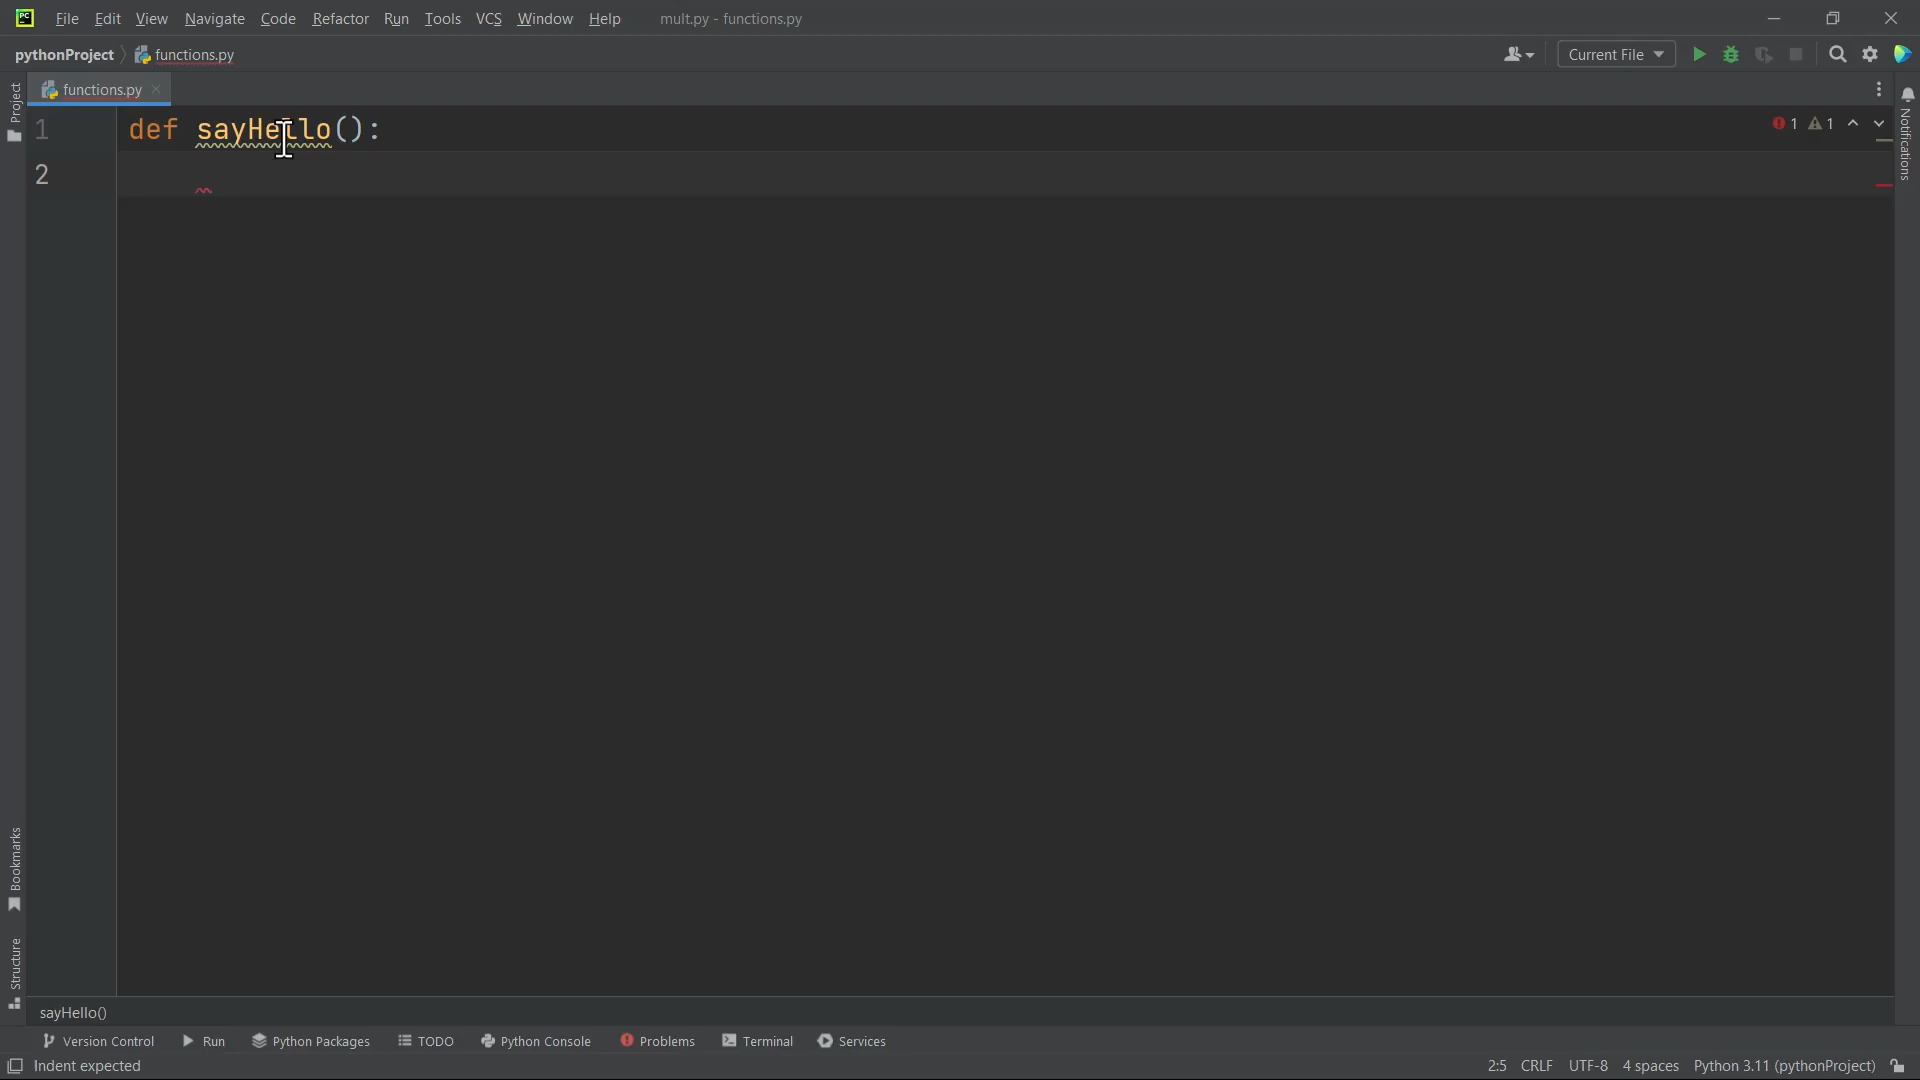 PC
File Edit View Navigate Code Refactor Run Tools VCS Window Help mult.py - functions.py
pythonProject functions.py
Current File
Project
functions.py
Notifications
1 def sayHello():
1 1
2
Bookmarks
Structure
sayHello()
Version Control Run Python Packages TODO Python Console Problems Terminal Services
Indent expected
2:5 CRLF UTF-8 4 spaces Python 3.11 (pythonProject)